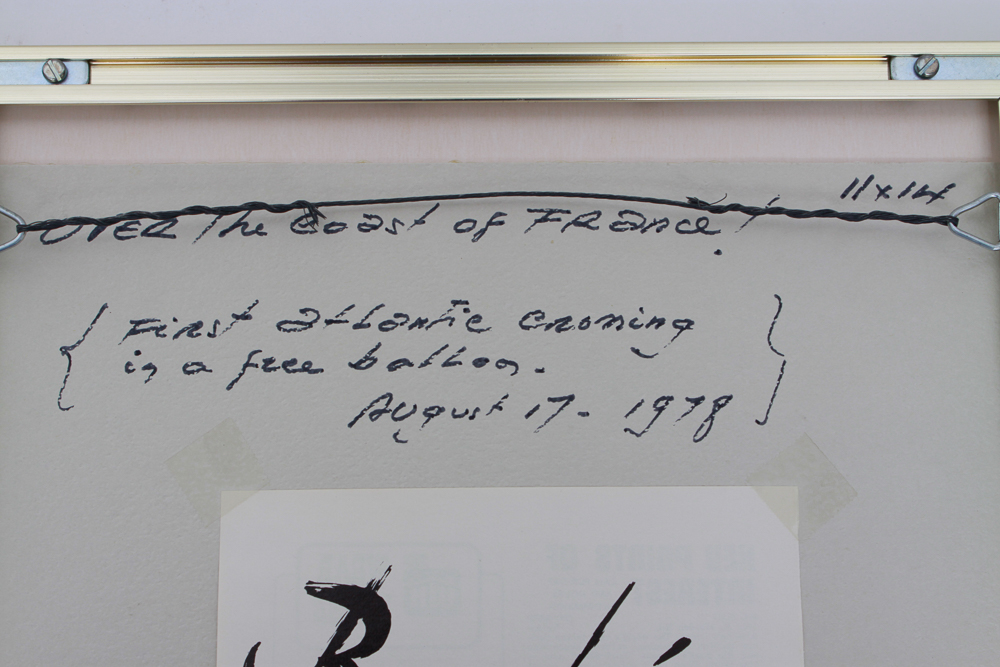 11x14
OVER The Coast of FRance!
{ First atlantic crossing
in a free balloon. }
August 17. 1978